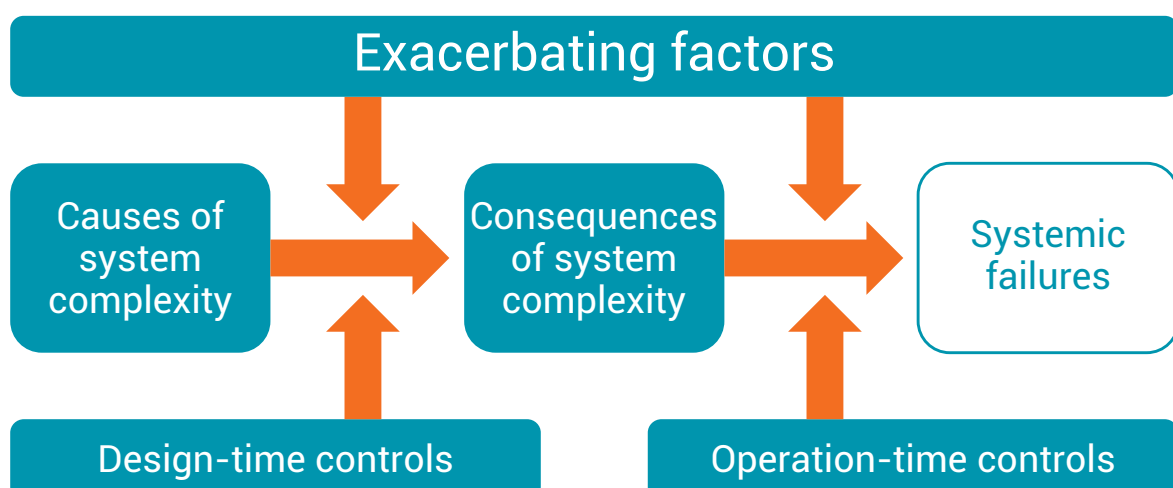 Exacerbating factors
Causes of
system
complexity
Consequences
of system
complexity
Systemic
failures
Design-time controls
Operation-time controls